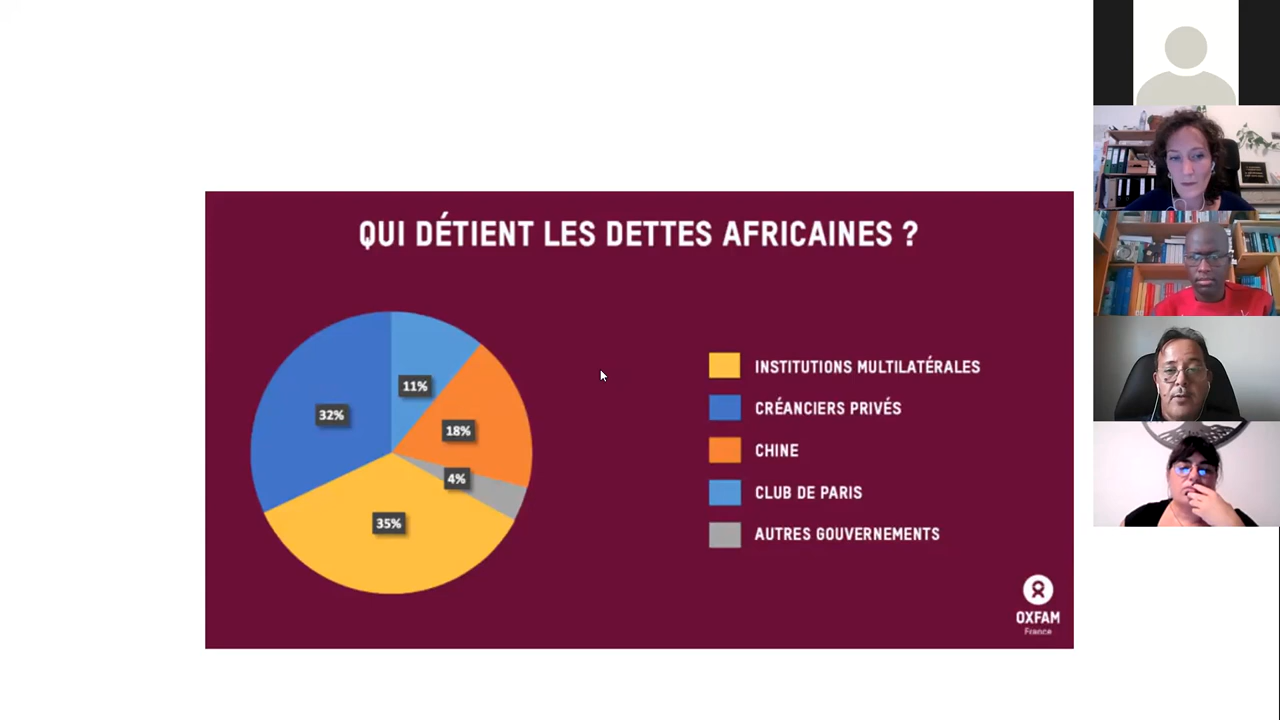 QUI DÉTIENT LES DETTES AFRICAINES ?
11%
32%
18%
4%
35%
INSTITUTIONS MULTILATÉRALES
CRÉANCIERS PRIVÉS
CHINE
CLUB DE PARIS
AUTRES GOUVERNEMENTS
OXFAM
France